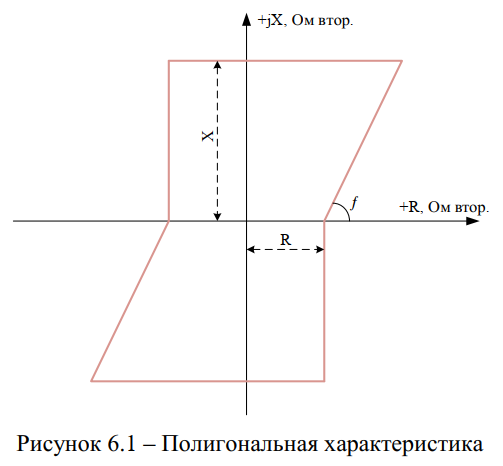 +jX, Ом втор.
X
f
+R, Ом втор.
R
Рисунок 6.1 – Полигональная характеристика